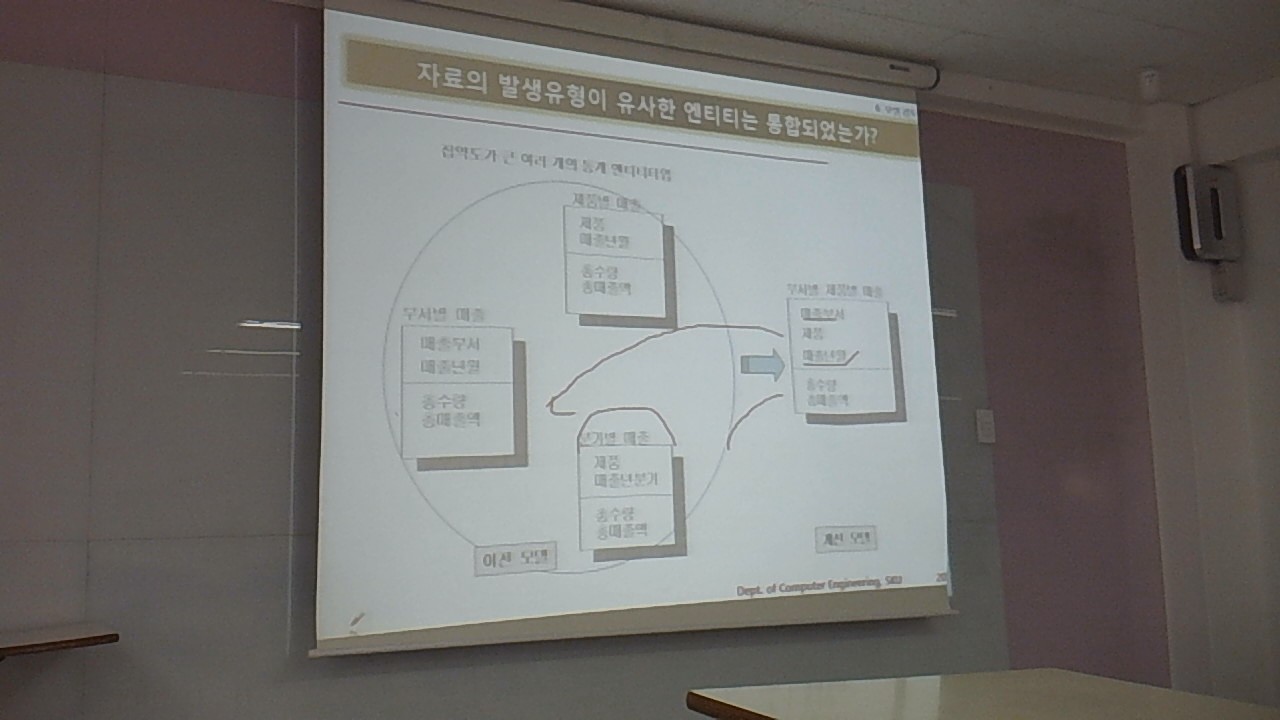 6. 모델 검토
자료의 발생유형이 유사한 엔티티는 통합되었는가?
집약도가 큰 여러 개의 통계 엔티티타입
제품별 매출
제품
매출년월
총수량
총매출액
부서별 매출
매출부서
매출년월
총수량
총매출액
분기별 매출
제품
매출년분기
총수량
총매출액
이전 모델
부서별 제품별 매출
매출부서
제품
매출년월
총수량
총매출액
개선 모델
Dept. of Computer Engineering, SKU
20